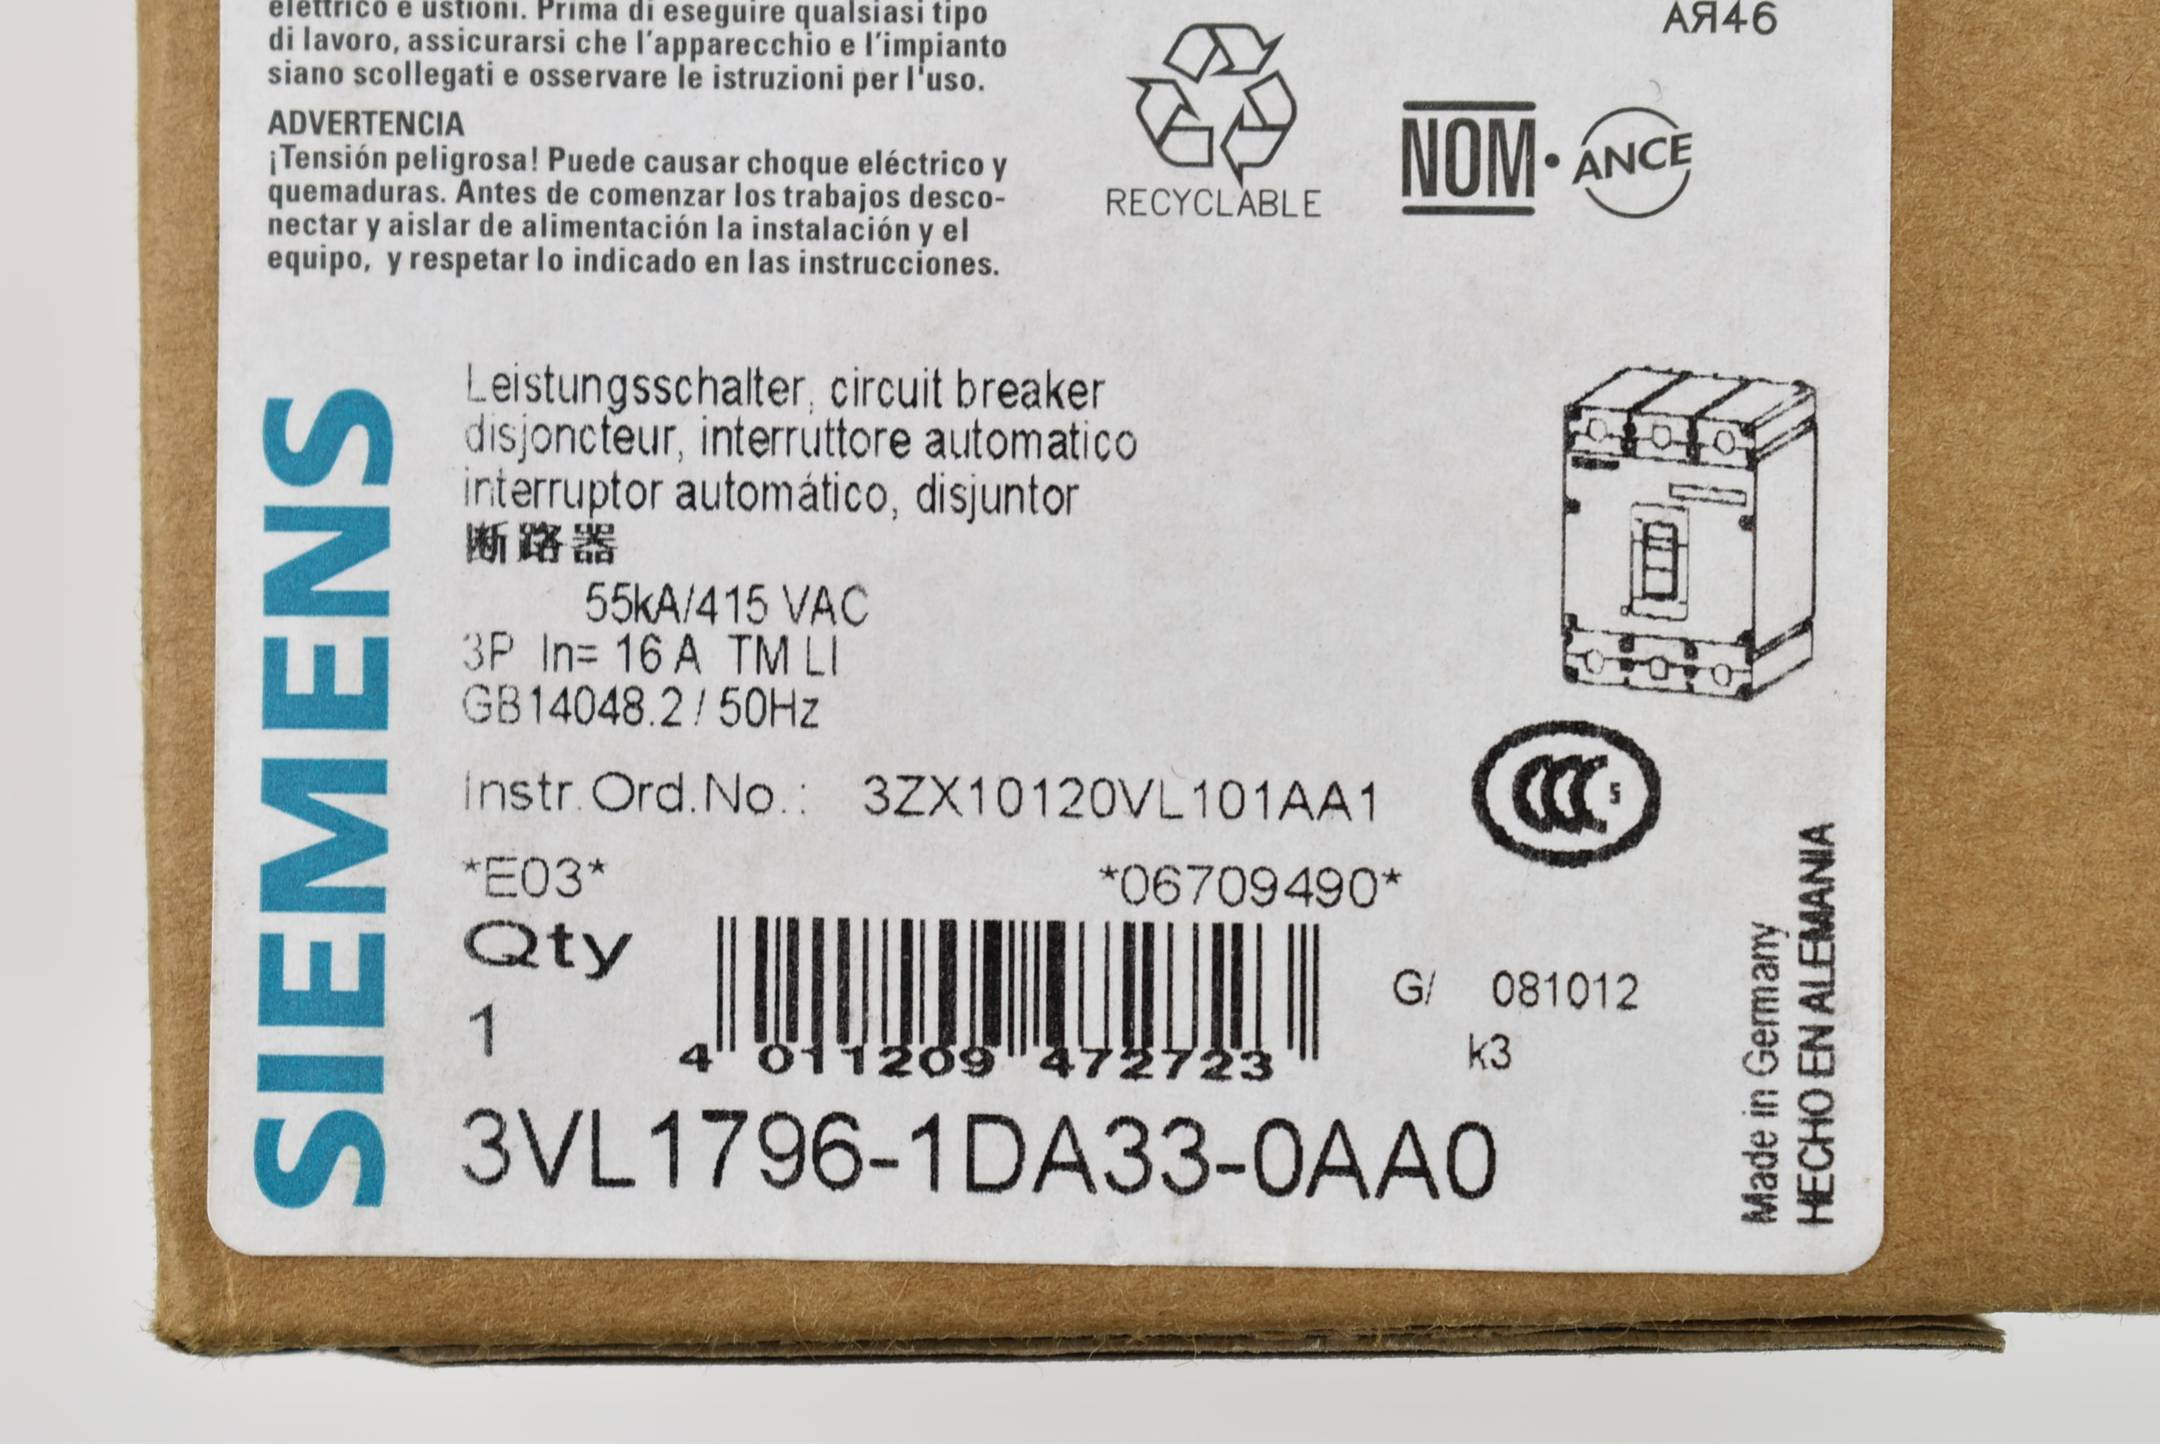 elettrico e ustioni. Prima di eseguire qualsiasi tipo
di lavoro, assicurarsi che l'apparecchio e l'impianto
siano scollegati e osservare le istruzioni per l'uso.
ADVERTENCIA
¡Tensión peligrosa! Puede causar choque eléctrico y
quemaduras. Antes de comenzar los trabajos desco-
nectar y aislar de alimentación la instalación y el
equipo, y respetar lo indicado en las instrucciones.
RECYCLABLE
AЯ46
NOM · ANCE
SIEMENS
Leistungsschalter, circuit breaker
disjoncteur, interruttore automatico
interruptor automático, disjuntor
断路器
55kA/415 VAC
3P In= 16 A TM LI
GB14048.2 / 50Hz
Instr.Ord.No.: 3ZX10120VL101AA1
CCC S
*E03* *06709490*
Qty
1
4 011209 472723
G/ 081012
k3
3VL1796-1DA33-0AA0
Made in Germany
HECHO EN ALEMANIA